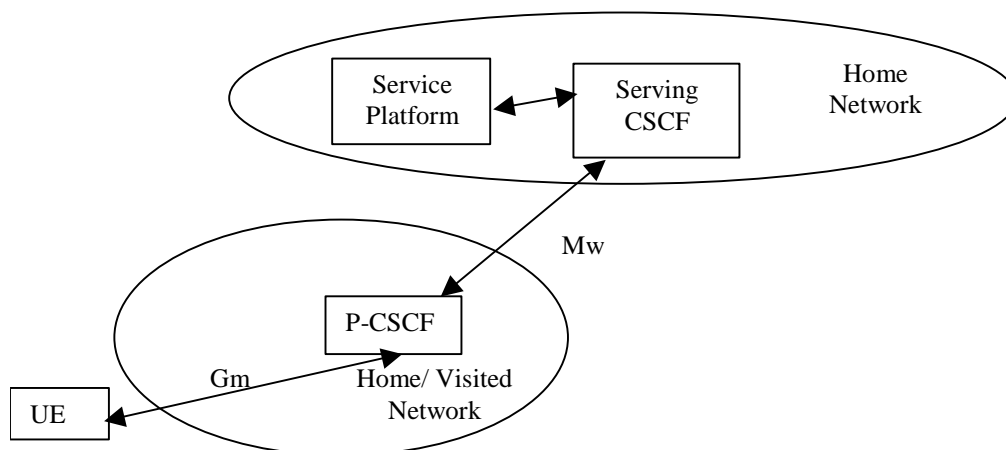 Service
Platform
Serving
CSCF
Home
Network
Mw
P-CSCF
Gm
Home/ Visited
Network
UE